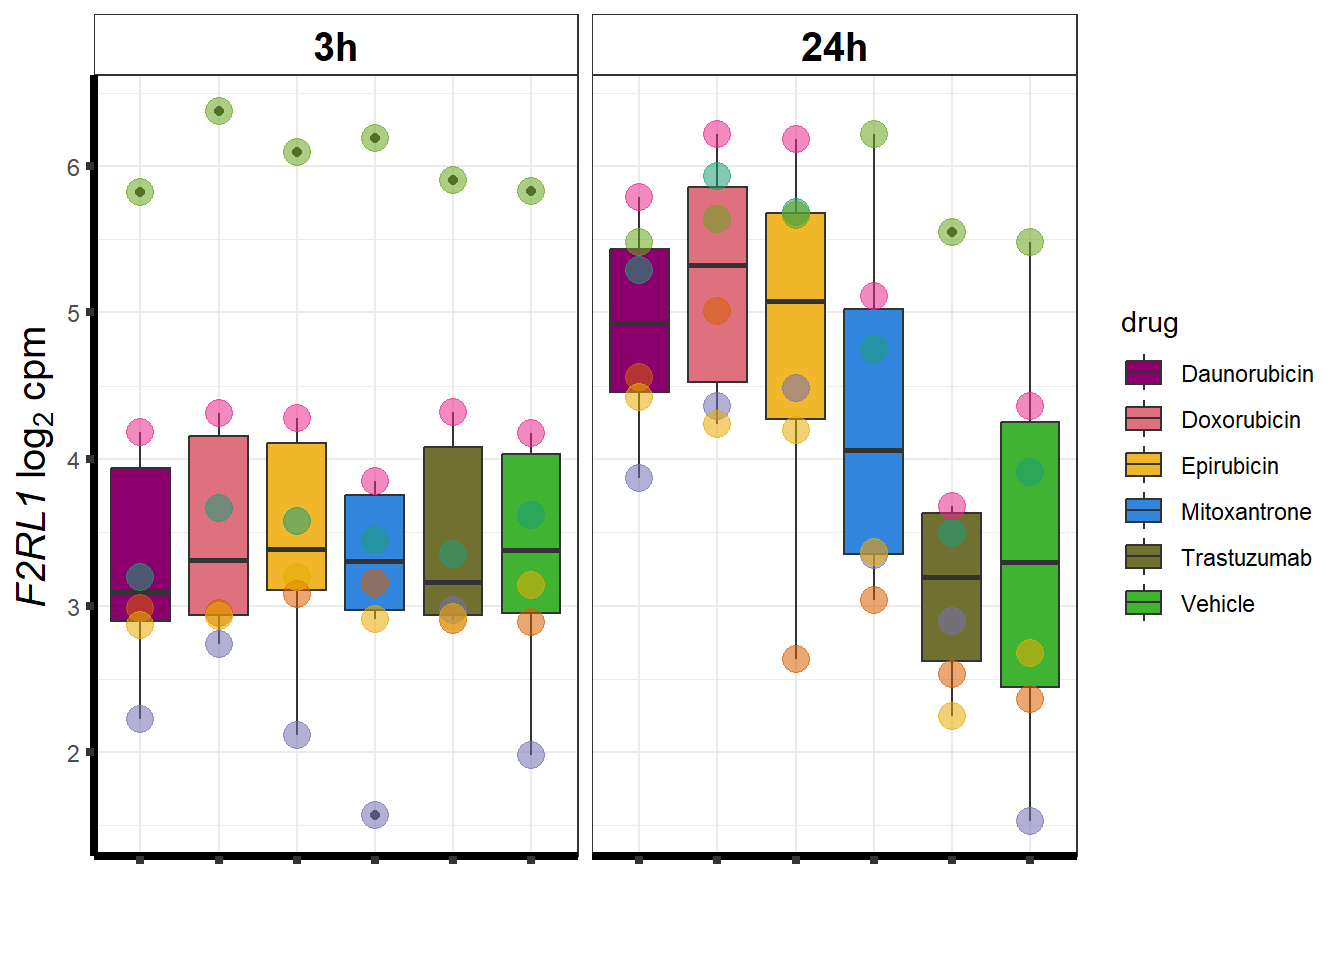 3h
24h
F2RL1 log₂ cpm
6
5
4
3
2
drug
Daunorubicin
Doxorubicin
Epirubicin
Mitoxantrone
Trastuzumab
Vehicle